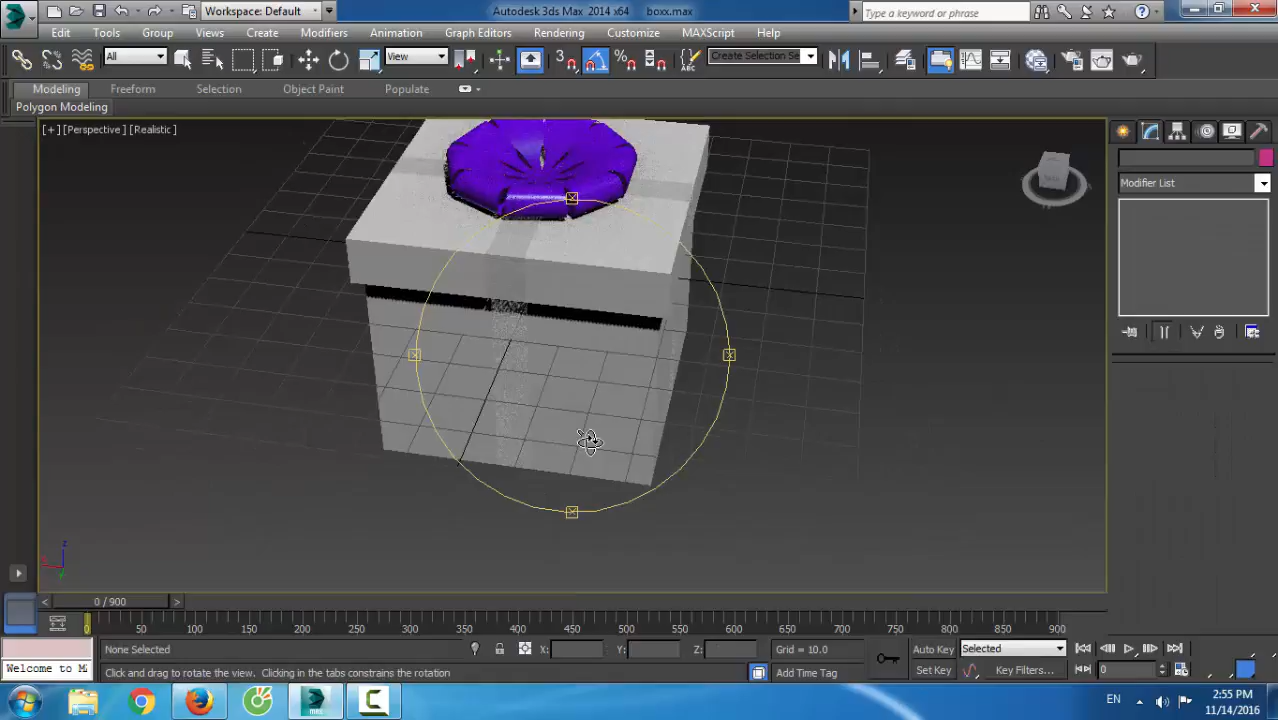 Workspace: Default
Autodesk 3ds Max 2014 x64 boxx.max
Type a keyword or phrase
Edit Tools Group Views Create Modifiers Animation Graph Editors Rendering Customize MAXScript Help
All View 3 Create Selection Se
Modeling Freeform Selection Object Paint Populate
Polygon Modeling
[+] [Perspective] [Realistic]
Modifier List
z
0 / 900
0 50 100 150 200 250 300 350 400 450 500 550 600 650 700 750 800 850 900
None Selected X: Y: Z: Grid = 10.0 Auto Key Selected
Welcome to M Click and drag to rotate the view. Clicking in the tabs constrains the rotation Add Time Tag Set Key Key Filters... 0
EN 2:55 PM
11/14/2016